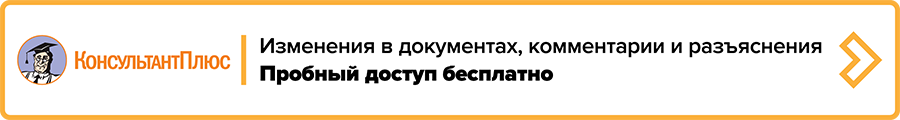 КонсультантПлюс
Изменения в документах, комментарии и разъяснения
Пробный доступ бесплатно